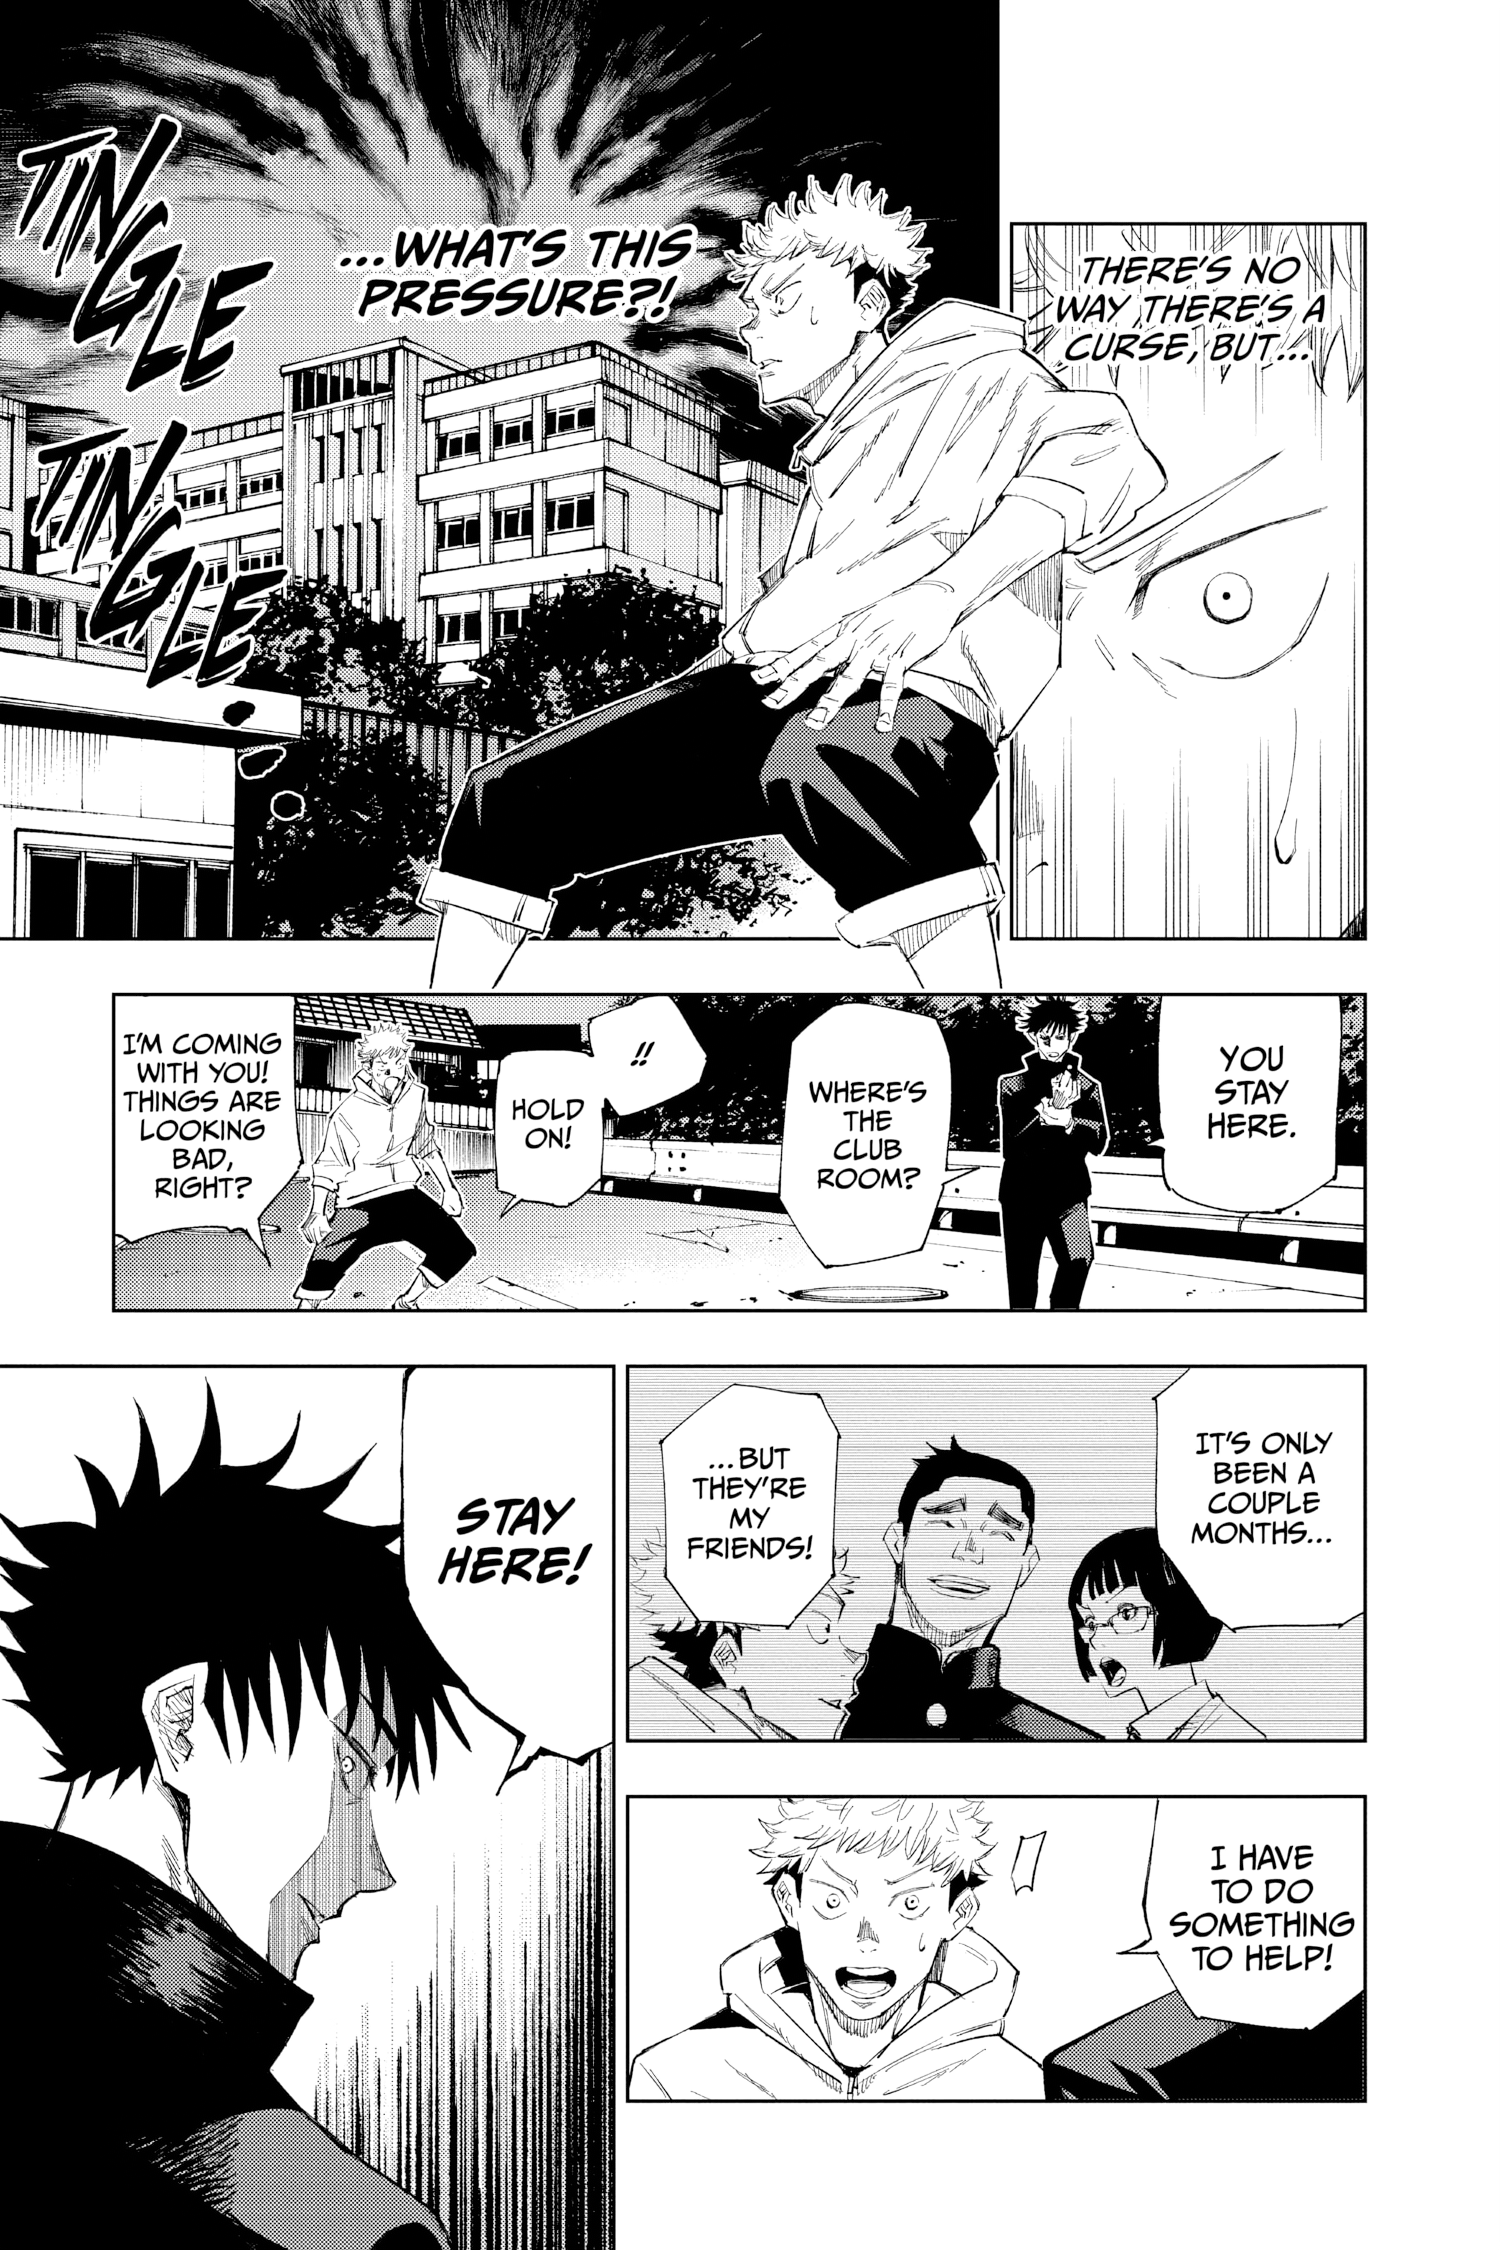 THERE'S NO
WAY THERE'S A
CURSE, BUT...
...WHAT'S THIS
PRESSURE?!
TINGLE
TINGLE
YOU
STAY
HERE.
WHERE'S
THE
CLUB
ROOM?
!!
HOLD
ON!
I'M COMING
WITH YOU!
THINGS ARE
LOOKING
BAD,
RIGHT?
IT'S ONLY
BEEN A
COUPLE
MONTHS...
...BUT
THEY'RE
MY
FRIENDS!
I HAVE
TO DO
SOMETHING
TO HELP!
STAY
HERE!